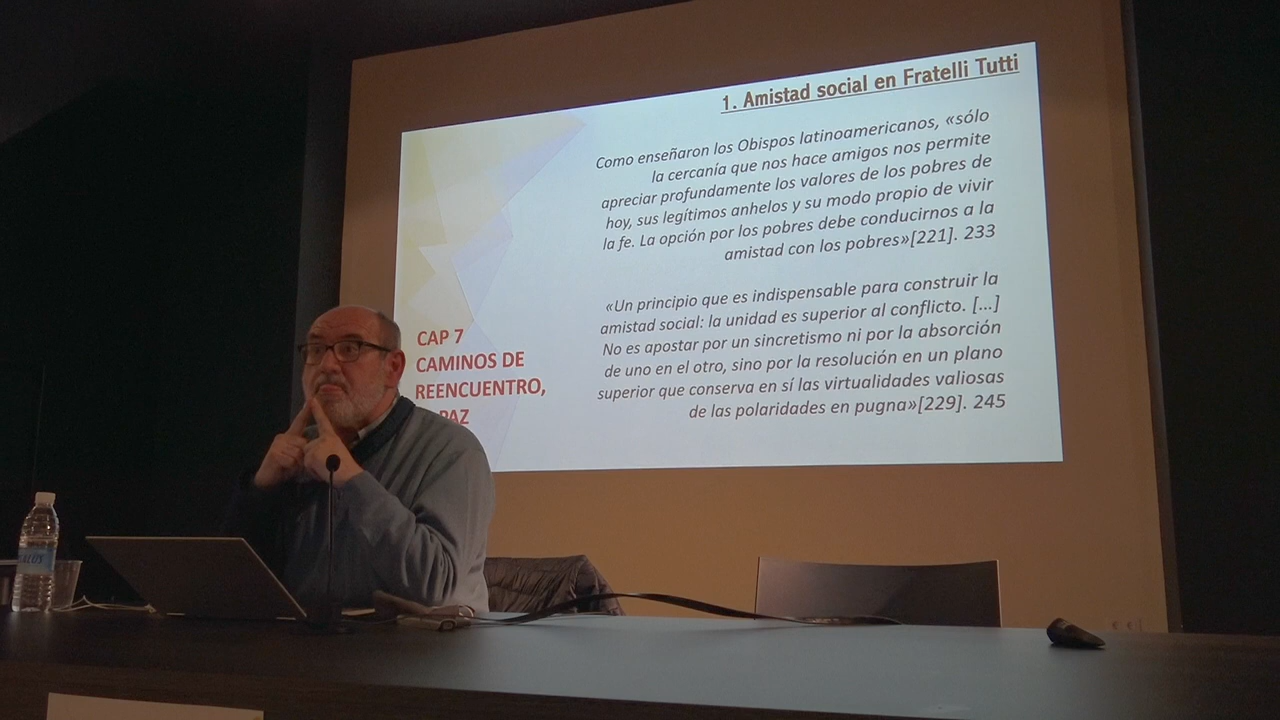 1. Amistad social en Fratelli Tutti
Como enseñaron los Obispos latinoamericanos, «sólo
la cercanía que nos hace amigos nos permite
apreciar profundamente los valores de los pobres de
hoy, sus legítimos anhelos y su modo propio de vivir
la fe. La opción por los pobres debe conducirnos a la
amistad con los pobres»[221]. 233
«Un principio que es indispensable para construir la
amistad social: la unidad es superior al conflicto. [...]
No es apostar por un sincretismo ni por la absorción
de uno en el otro, sino por la resolución en un plano
superior que conserva en sí las virtualidades valiosas
de las polaridades en pugna»[229]. 245
CAP 7
CAMINOS DE
REENCUENTRO,
PAZ